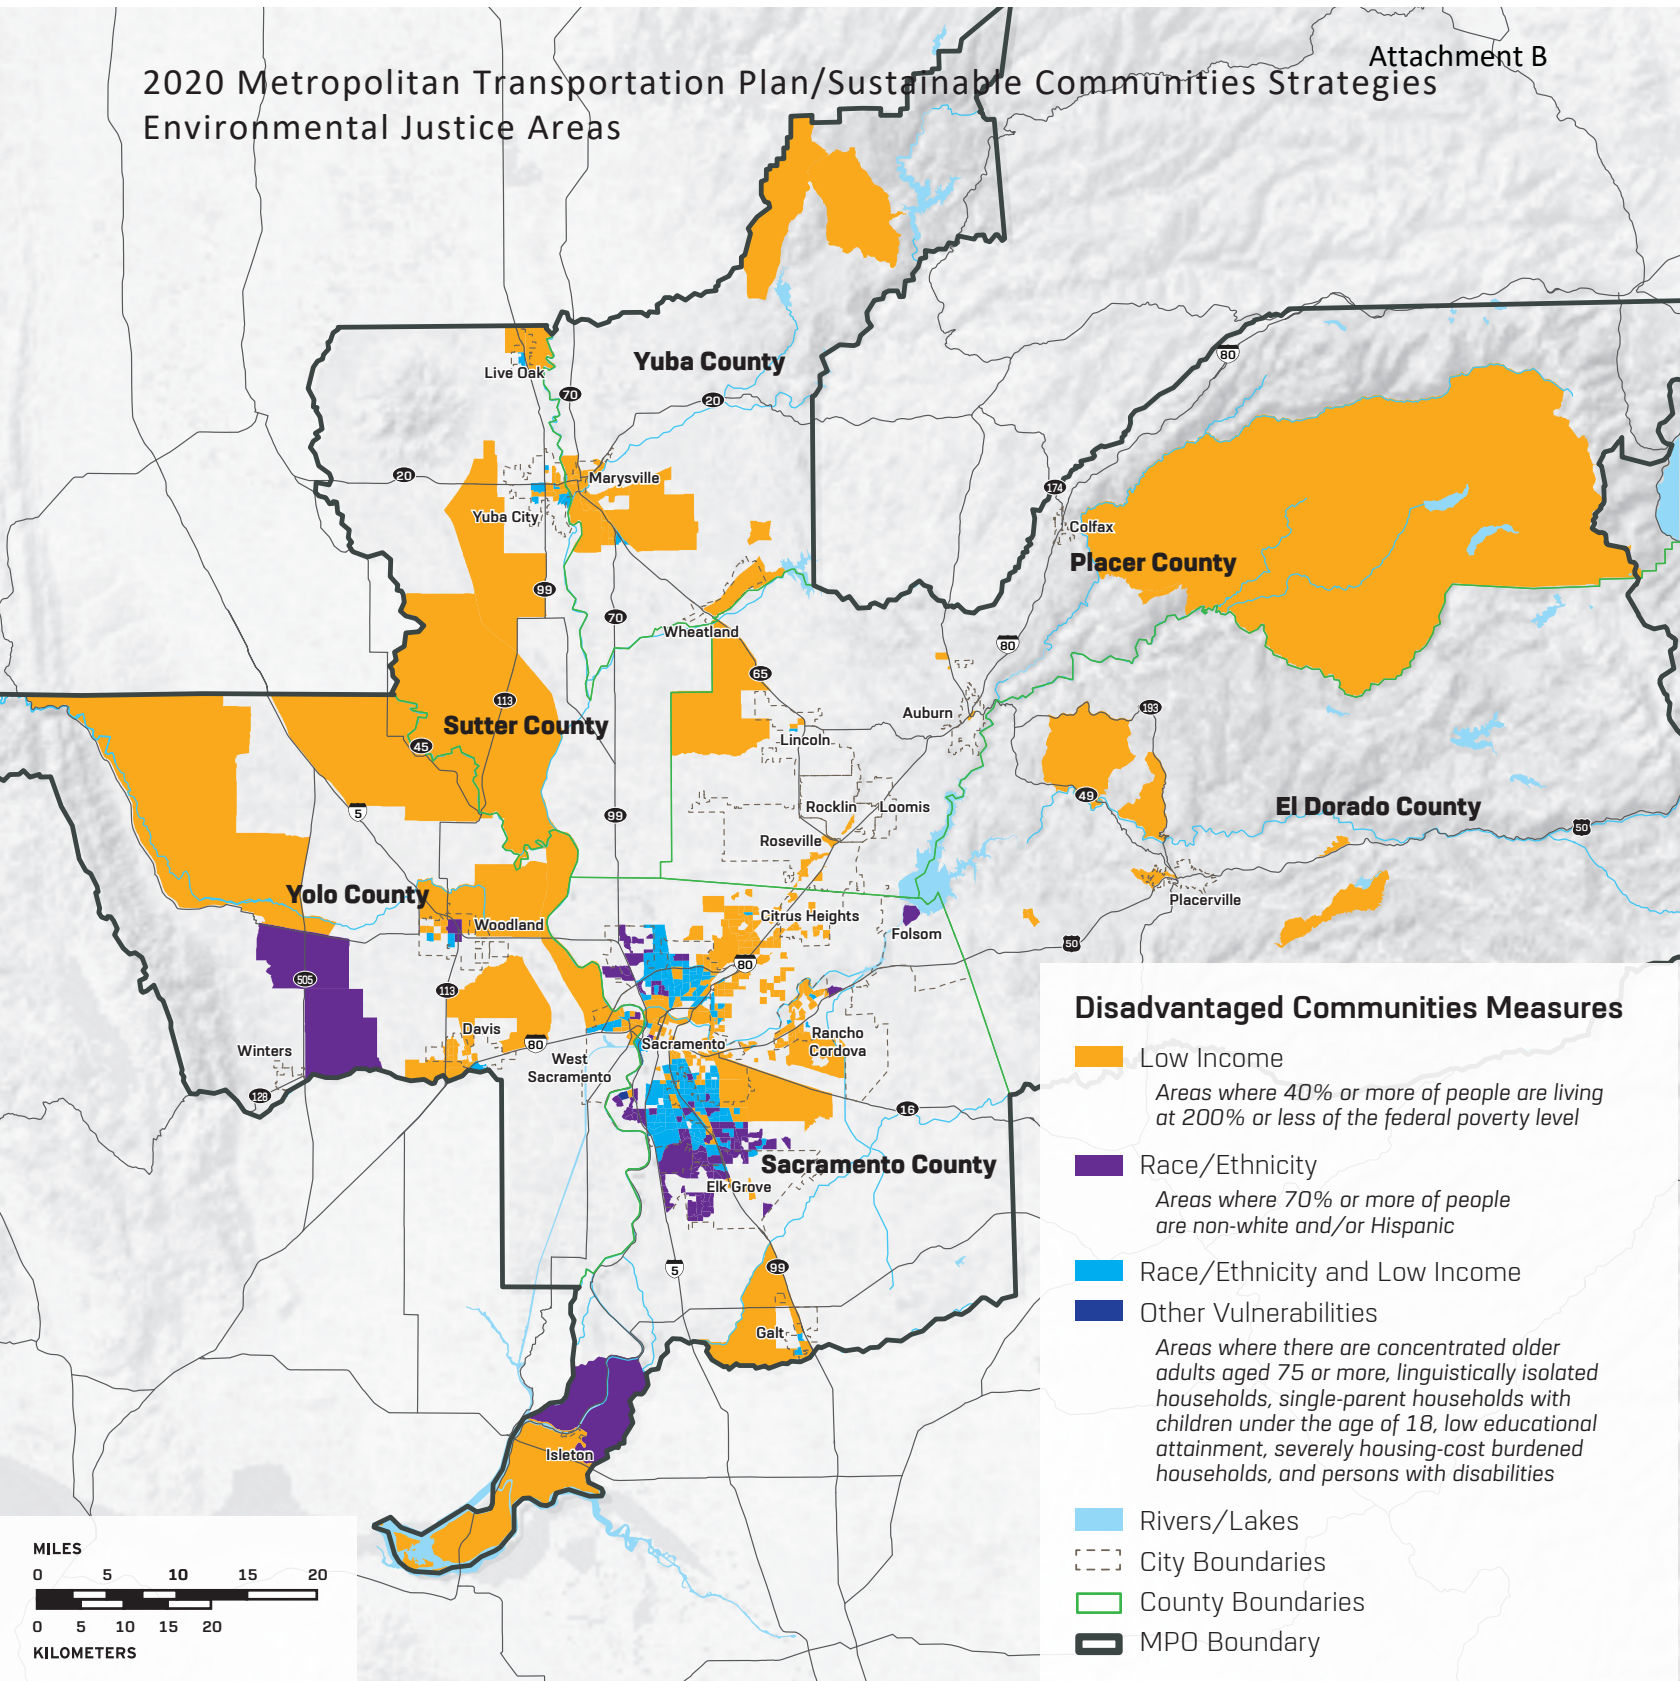 Attachment B
2020 Metropolitan Transportation Plan/Sustainable Communities Strategies
Environmental Justice Areas
80
Live Oak
Yuba County
70
20
20
Marysville
174
Yuba City
Colfax
Placer County
99
70
Wheatland
80
65
113
Sutter County
Auburn
193
45
Lincoln
49
Rocklin
Loomis
El Dorado County
5
99
50
Roseville
Yolo County
Placerville
Citrus Heights
Woodland
Folsom
50
80
505
113
Davis
80
Rancho
Cordova
Sacramento
Winters
West
Sacramento
128
16
Sacramento County
Elk Grove
5
99
Galt
Isleton
Disadvantaged Communities Measures
Low Income
Areas where 40% or more of people are living
at 200% or less of the federal poverty level
Race/Ethnicity
Areas where 70% or more of people
are non-white and/or Hispanic
Race/Ethnicity and Low Income
Other Vulnerabilities
Areas where there are concentrated older
adults aged 75 or more, linguistically isolated
households, single-parent households with
children under the age of 18, low educational
attainment, severely housing-cost burdened
households, and persons with disabilities
Rivers/Lakes
City Boundaries
County Boundaries
MPO Boundary
MILES
0 5 10 15 20
0 5 10 15 20
KILOMETERS